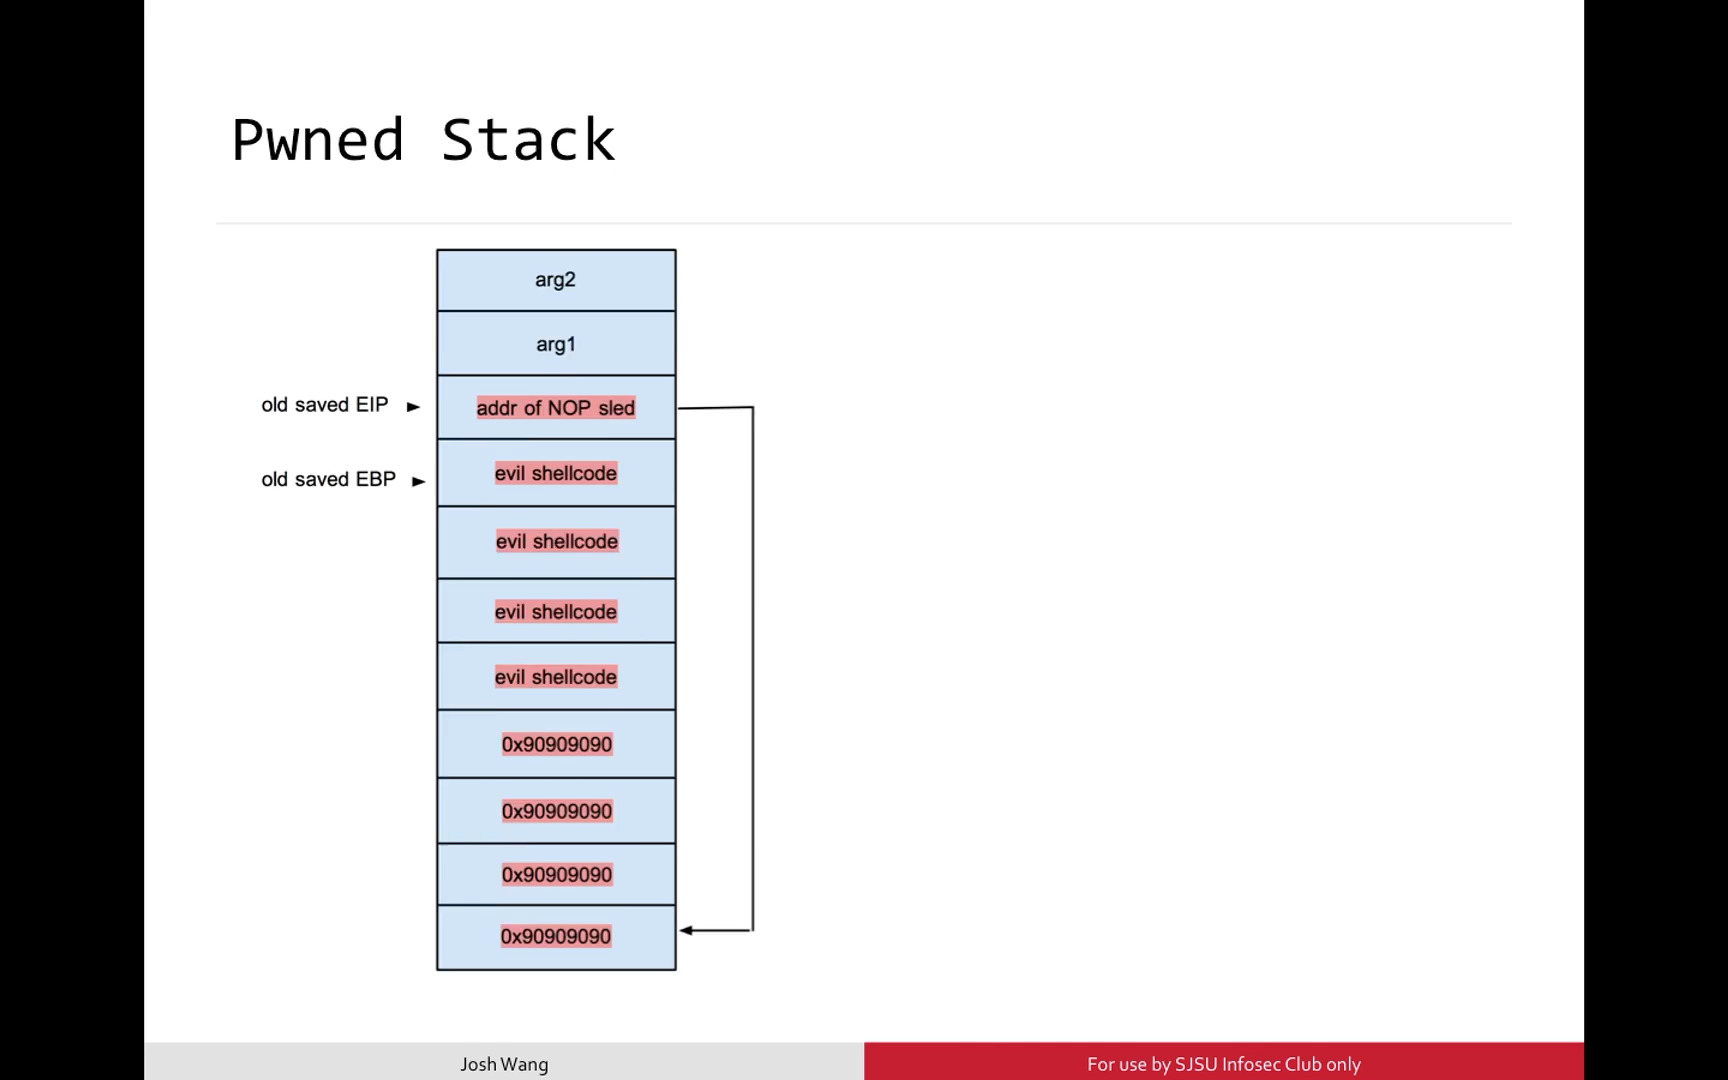 Pwned Stack
arg2
arg1
old saved EIP
addr of NOP sled
old saved EBP
evil shellcode
evil shellcode
evil shellcode
evil shellcode
0x90909090
0x90909090
0x90909090
0x90909090
Josh Wang
For use by SJSU Infosec Club only